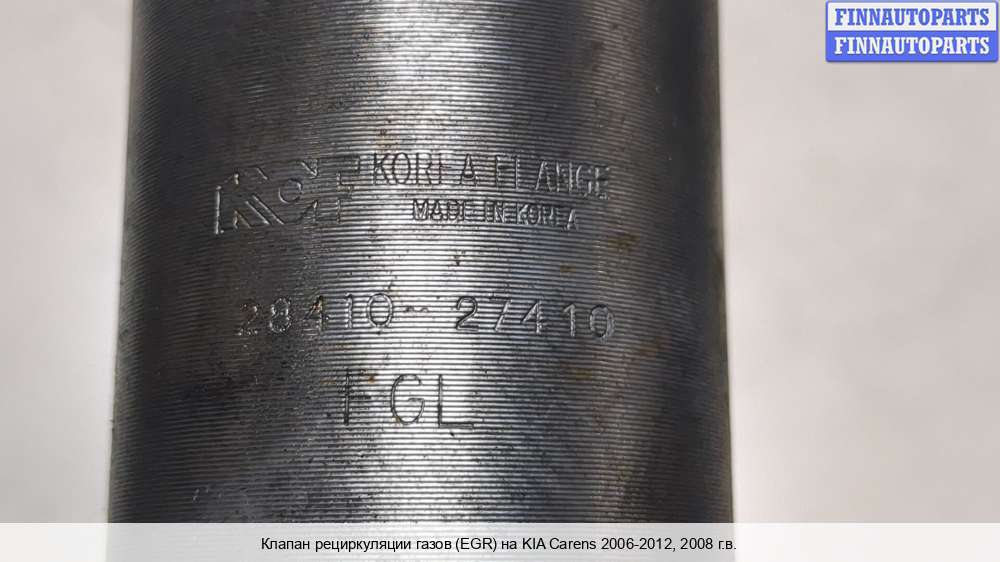 FINNAUTOPARTS
FINNAUTOPARTS
KOREA FLANGE
MADE IN KOREA
28410-27410
FGL
Клапан рециркуляции газов (EGR) на KIA Carens 2006-2012, 2008 г.в.